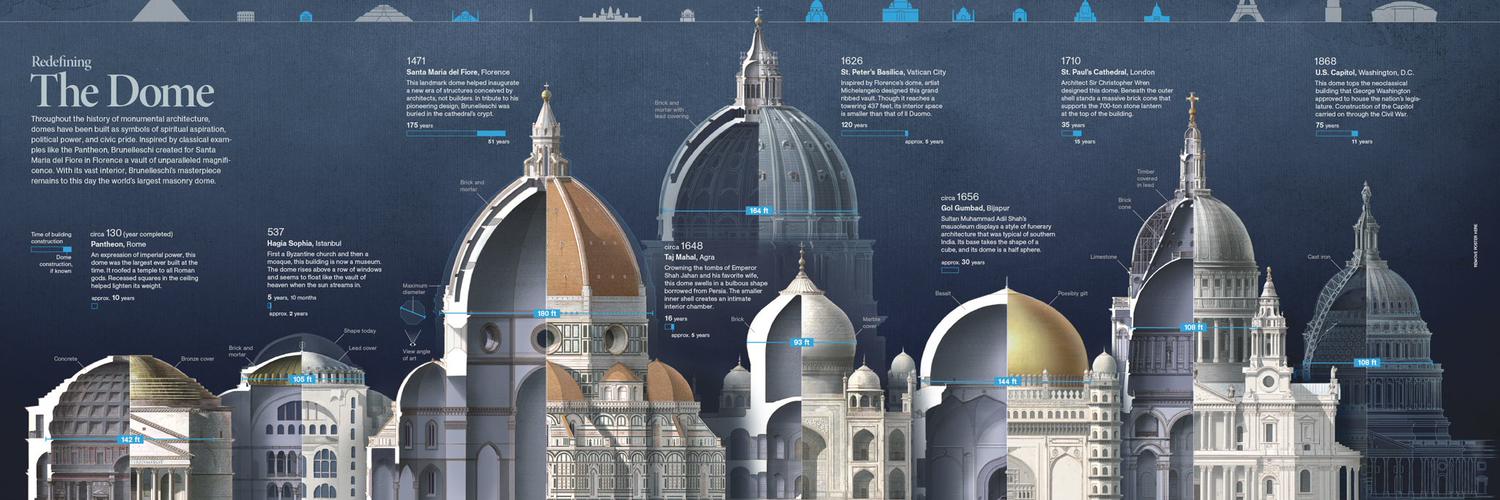 Redefining
The Dome
Throughout the history of monumental architecture,
domes have been built as symbols of spiritual aspiration,
political power, and civic pride. Inspired by classical exam-
ples like the Pantheon, Brunelleschi created for Santa
Maria del Fiore in Florence a vault of unparalleled magnifi-
cence. With its vast interior, Brunelleschi's masterpiece
remains to this day the world's largest masonry dome.
Time of building
construction
Dome
construction,
if known
circa 130 (year completed)
Pantheon, Rome
An expression of imperial power, this
dome was the largest ever built at the
time. It roofed a temple to all Roman
gods. Recessed squares in the ceiling
helped lighten its weight.
approx. 10 years
Concrete
Bronze cover
142 ft
537
Hagia Sophia, Istanbul
First a Byzantine church and then a
mosque, this building is now a museum.
The dome rises above a row of windows
and seems to float like the vault of
heaven when the sun streams in.
5 years, 10 months
approx. 2 years
Brick and
mortar
Shape today
Lead cover
105 ft
1471
Santa Maria del Fiore, Florence
This landmark dome helped inaugurate
a new era of structures conceived by
architects, not builders. In tribute to his
pioneering design, Brunelleschi was
buried in the cathedral's crypt.
175 years
51 years
Brick and
mortar
Maximum
diameter
View angle
of art
180 ft
circa 1648
Taj Mahal, Agra
Crowning the tombs of Emperor
Shah Jahan and his favorite wife,
this dome swells in a bulbous shape
borrowed from Persia. The smaller
inner shell creates an intimate
interior chamber.
16 years
approx. 5 years
Brick
Marble
cover
93 ft
1626
St. Peter's Basilica, Vatican City
Inspired by Florence's dome, artist
Michelangelo designed this grand
ribbed vault. Though it reaches a
towering 437 feet, its interior space
is smaller than that of Il Duomo.
120 years
approx. 5 years
Brick and
mortar with
lead covering
164 ft
circa 1656
Gol Gumbad, Bijapur
Sultan Muhammad Adil Shah's
mausoleum displays a style of funerary
architecture that was typical of southern
India. Its base takes the shape of a
cube, and its dome is a half sphere.
approx. 30 years
Basalt
Possibly gilt
144 ft
1710
St. Paul's Cathedral, London
Architect Sir Christopher Wren
designed this dome. Beneath the outer
shell stands a massive brick cone that
supports the 700-ton stone lantern
at the top of the building.
35 years
15 years
Timber
covered
in lead
Brick
cone
Limestone
108 ft
1868
U.S. Capitol, Washington, D.C.
This dome tops the neoclassical
building that George Washington
approved to house the nation's legis-
lature. Construction of the Capitol
carried on through the Civil War.
75 years
11 years
Cast iron
108 ft
REMOVE POSTER HERE